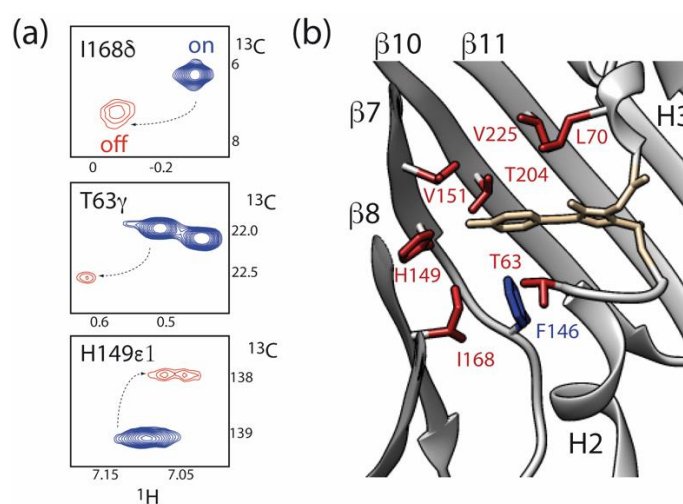 (a)
I168δ
on
off
¹³C
6
8
0
-0.2
T63γ
¹³C
22.0
22.5
0.6
0.5
H149ε1
¹³C
138
139
7.15
7.05
¹H
(b)
β10
β11
β7
H3
V225
L70
V151
T204
β8
H149
T63
F146
I168
H2